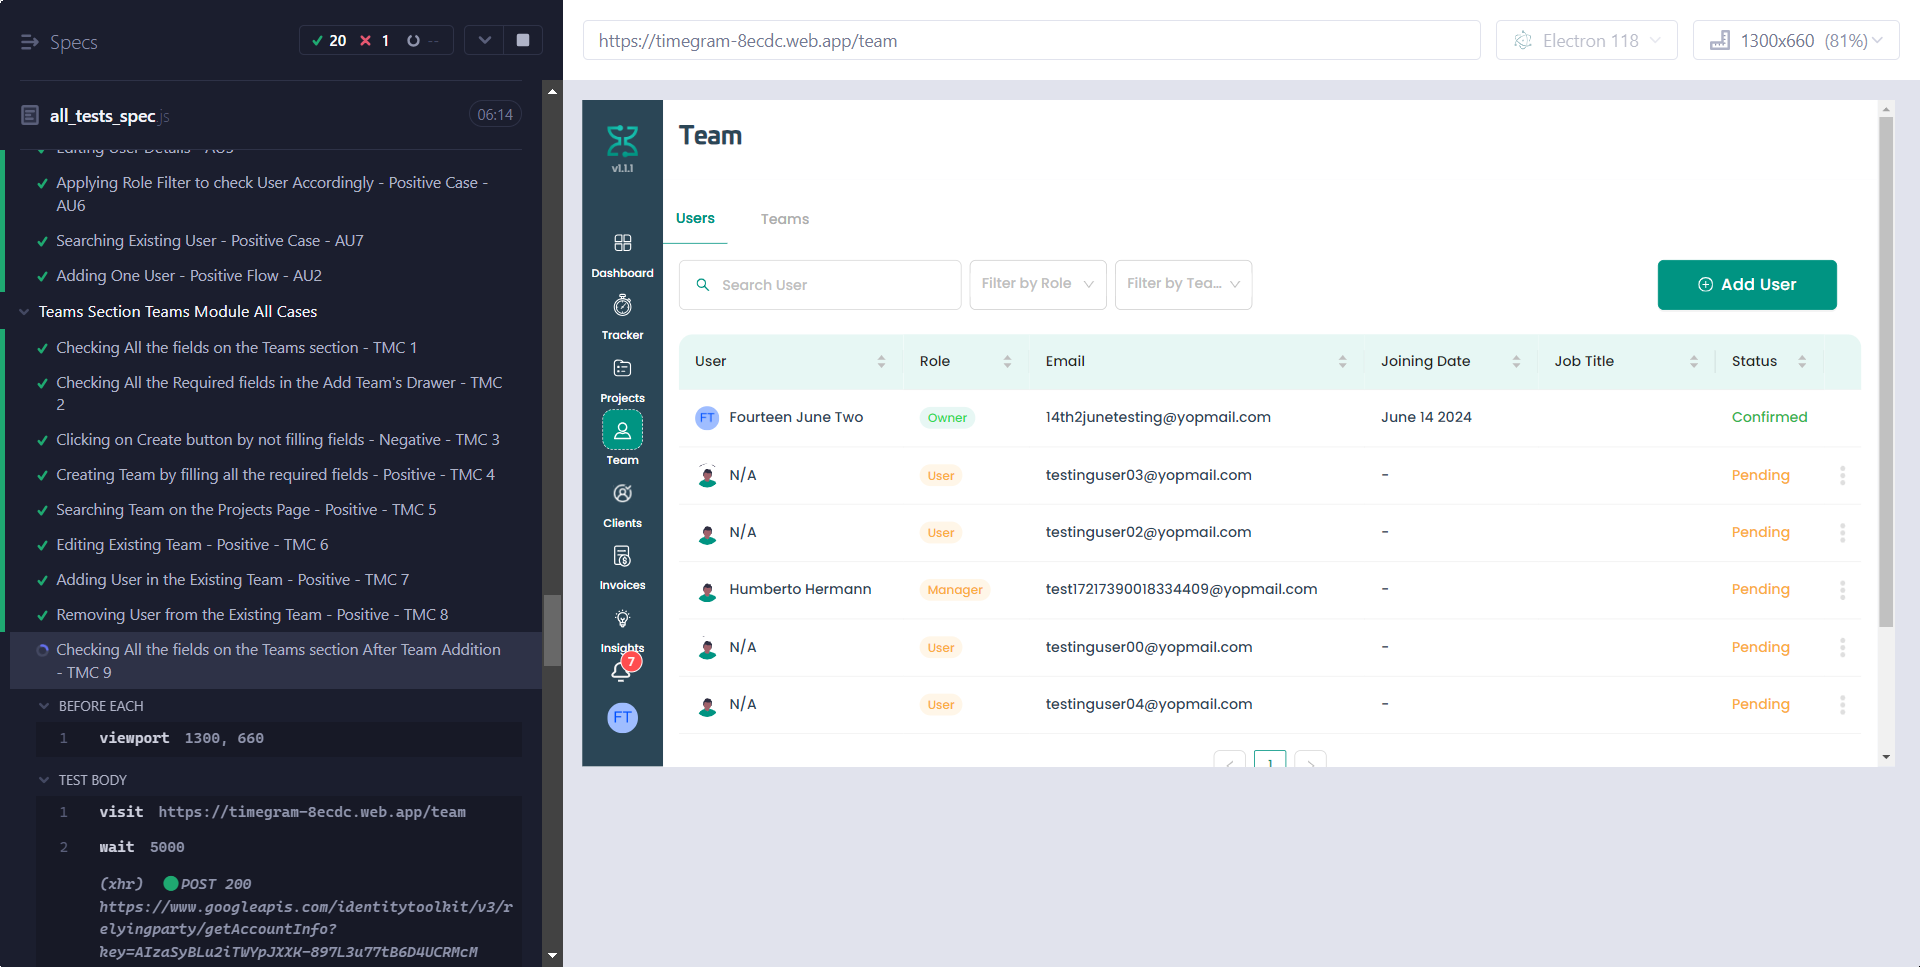 Specs
20 1 --
all_tests_spec.js
06:14
Editing User Details - AU5
Applying Role Filter to check User Accordingly - Positive Case -
AU6
Searching Existing User - Positive Case - AU7
Adding One User - Positive Flow - AU2
Teams Section Teams Module All Cases
Checking All the fields on the Teams section - TMC 1
Checking All the Required fields in the Add Team's Drawer - TMC
2
Clicking on Create button by not filling fields - Negative - TMC 3
Creating Team by filling all the required fields - Positive - TMC 4
Searching Team on the Projects Page - Positive - TMC 5
Editing Existing Team - Positive - TMC 6
Adding User in the Existing Team - Positive - TMC 7
Removing User from the Existing Team - Positive - TMC 8
Checking All the fields on the Teams section After Team Addition
- TMC 9
BEFORE EACH
1 viewport 1300, 660
TEST BODY
1 visit https://timegram-8ecdc.web.app/team
2 wait 5000
(xhr) POST 200
https://www.googleapis.com/identitytoolkit/v3/r
elyingparty/getAccountInfo?
key=AIzaSyBLu2iTWYpJXXK-897L3u77tB6D4UCRMcM
https://timegram-8ecdc.web.app/team
Electron 118
1300x660 (81%)
v1.1.1
Dashboard
Tracker
Projects
Team
Clients
Invoices
Insights
7
FT
Team
Users Teams
Search User
Filter by Role
Filter by Tea...
Add User
User Role Email Joining Date Job Title Status
FT Fourteen June Two Owner 14th2junetesting@yopmail.com June 14 2024 Confirmed
N/A User testinguser03@yopmail.com - Pending
N/A User testinguser02@yopmail.com - Pending
Humberto Hermann Manager test17217390018334409@yopmail.com - Pending
N/A User testinguser00@yopmail.com - Pending
N/A User testinguser04@yopmail.com - Pending
< 1 >